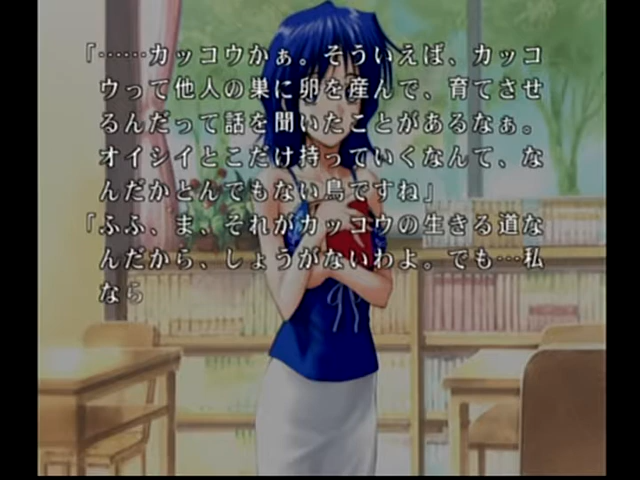 「……カッコウかぁ。そういえば、カッコ
ウって他人の巣に卵を産んで、育てさせ
るんだって話を聞いたことがあるなぁ。
オイシイとこだけ持っていくなんて、な
んだかとんでもない鳥ですね」
「ふふ、ま、それがカッコウの生きる道な
んだから、しょうがないわよ。でも…私
なら